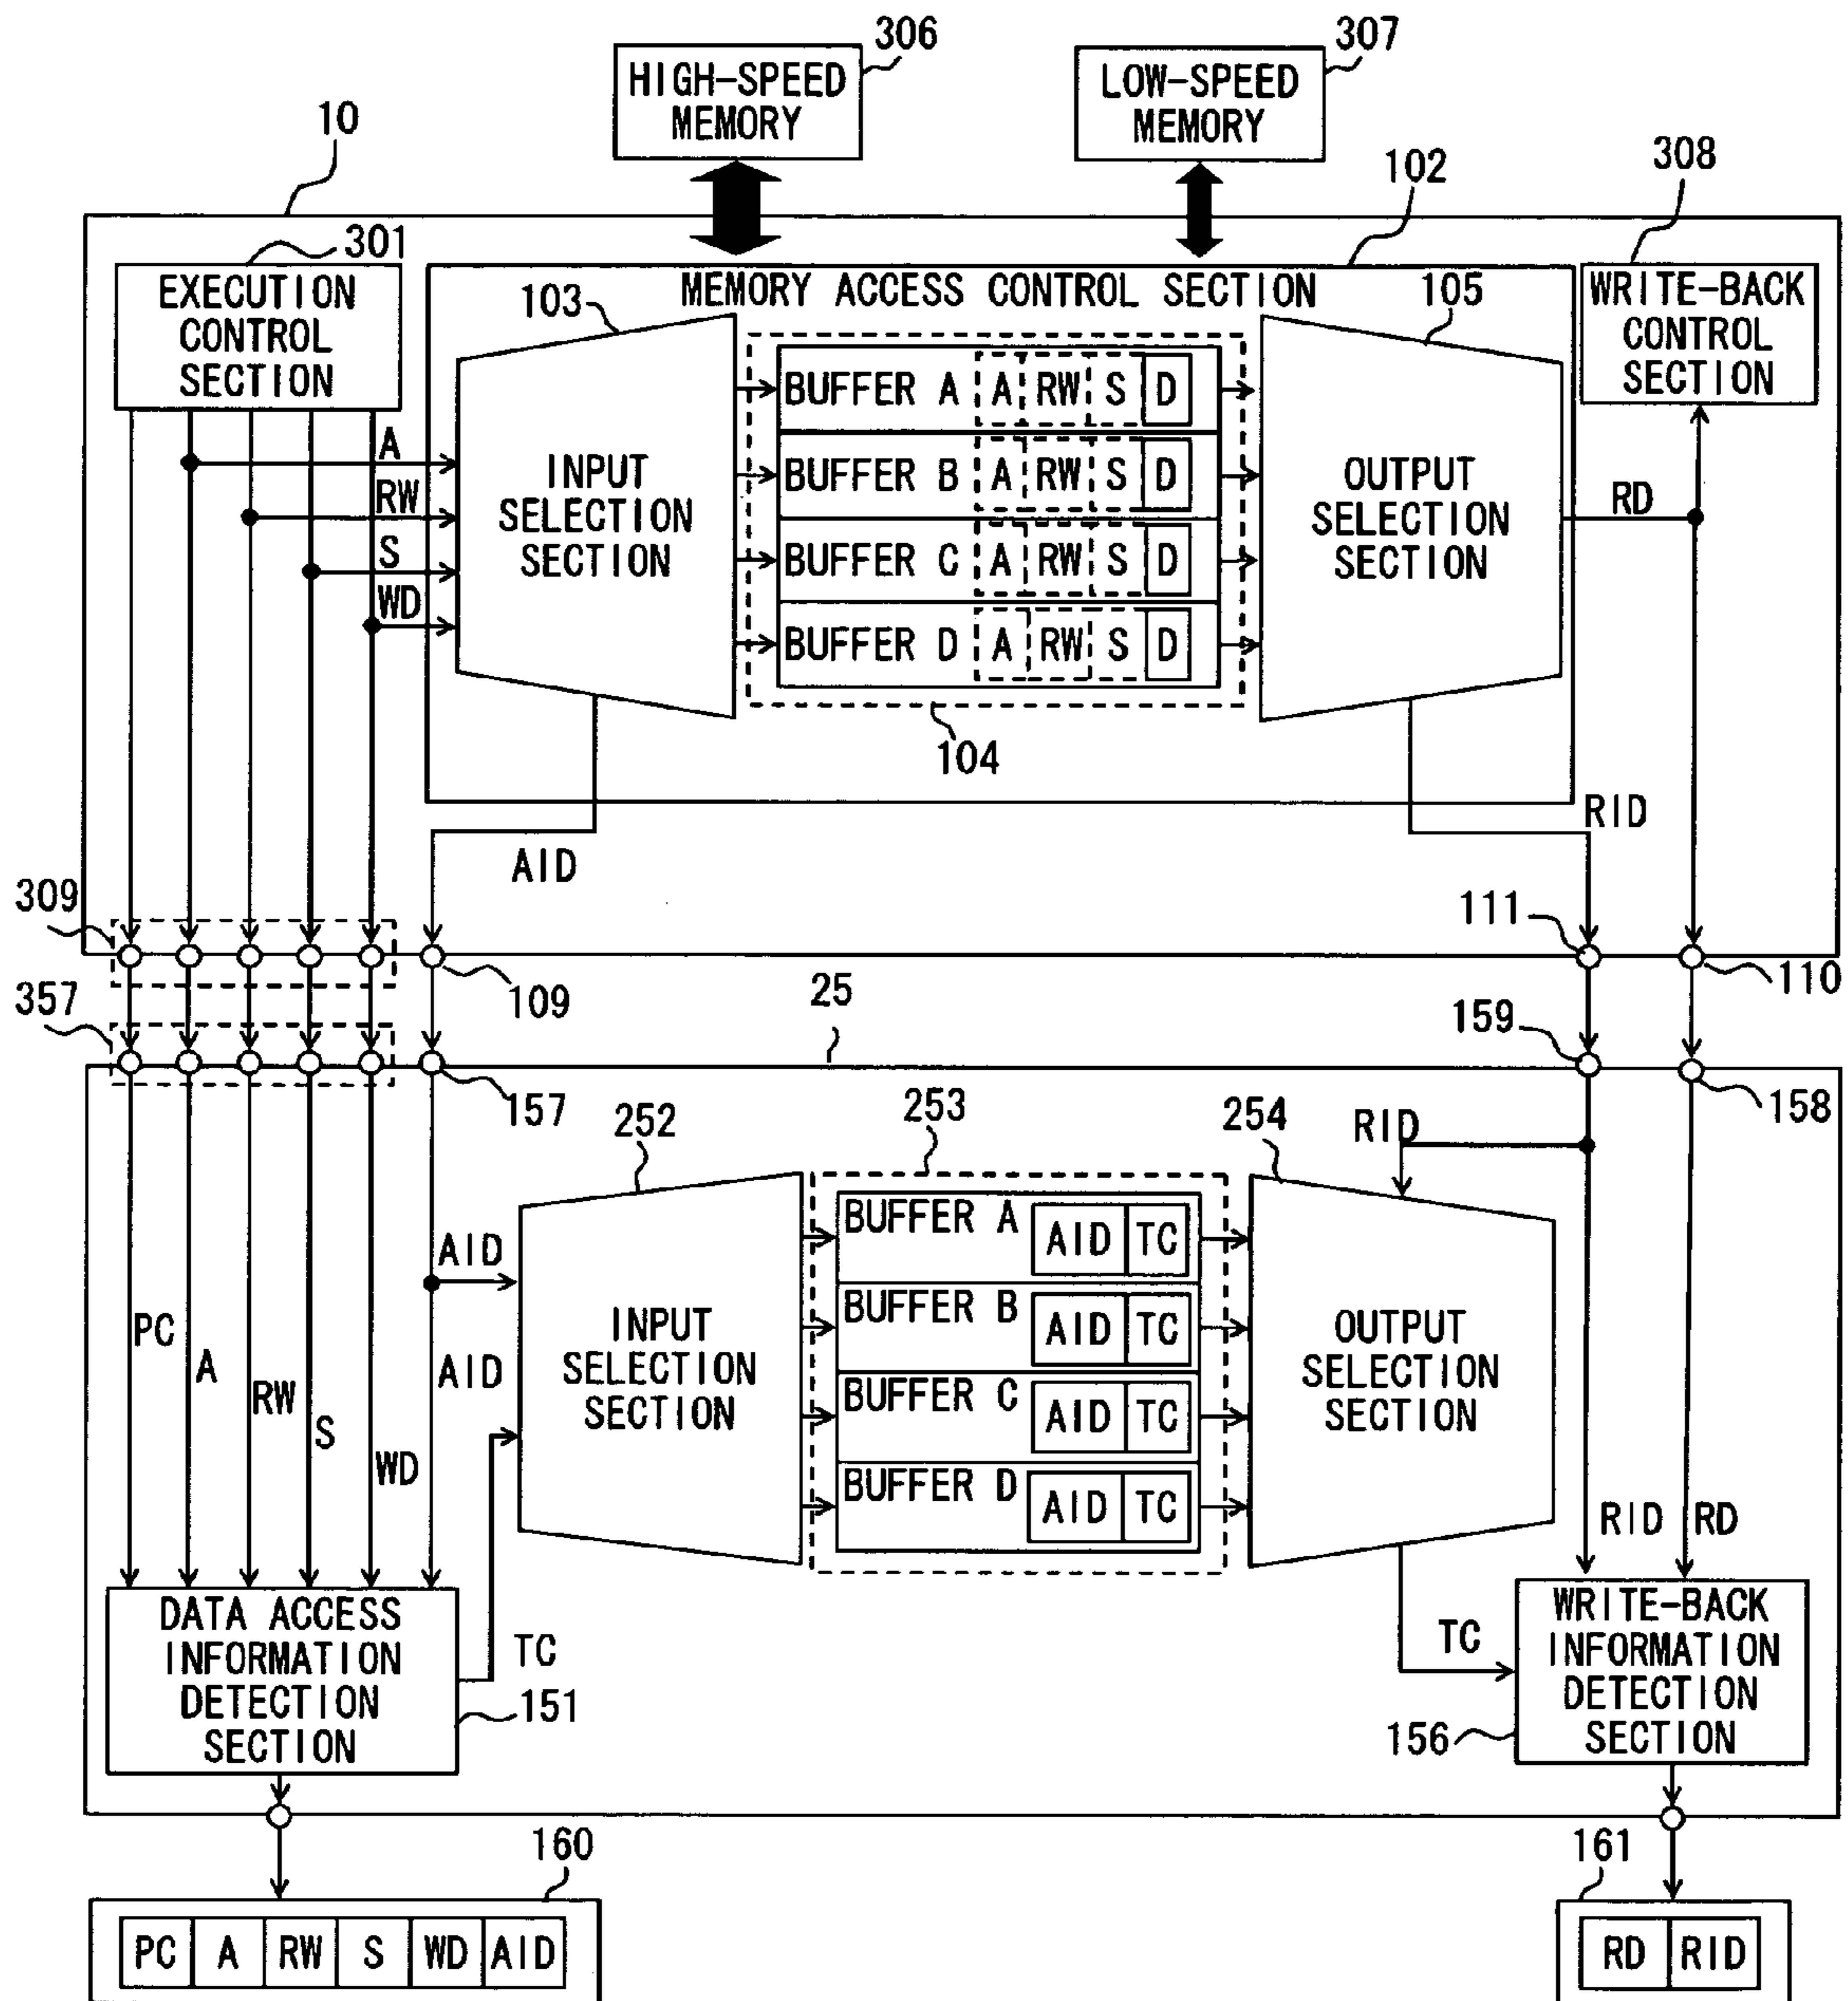 306
HIGH-SPEED
MEMORY
307
LOW-SPEED
MEMORY
10
102
308
301
EXECUTION
CONTROL
SECTION
MEMORY ACCESS CONTROL SECTION
103
105
WRITE-BACK
CONTROL
SECTION
A
RW
S
WD
INPUT
SELECTION
SECTION
BUFFER A A RW S D
BUFFER B A RW S D
BUFFER C A RW S D
BUFFER D A RW S D
104
OUTPUT
SELECTION
SECTION
RD
AID
RID
309
109
111
110
357
25
157
159
158
252
253
254
RID
PC
A
RW
S
WD
AID
AID
INPUT
SELECTION
SECTION
BUFFER A AID TC
BUFFER B AID TC
BUFFER C AID TC
BUFFER D AID TC
OUTPUT
SELECTION
SECTION
RID
RD
DATA ACCESS
INFORMATION
DETECTION
SECTION
TC
151
TC
156
WRITE-BACK
INFORMATION
DETECTION
SECTION
160
PC A RW S WD AID
161
RD RID